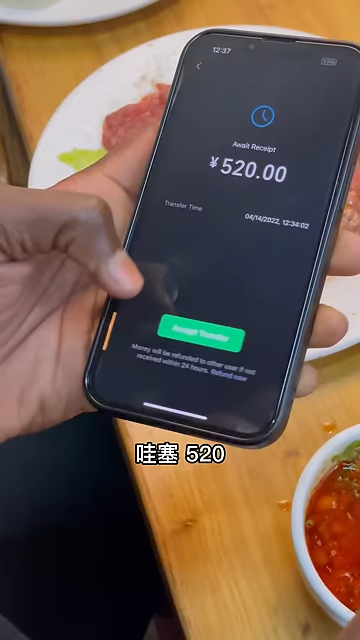 12:37
VPN
Await Receipt
¥520.00
Transfer Time
04/14/2022, 12:34:02
Accept Transfer
Money will be refunded to other user if not
received within 24 hours. Refund now
哇塞 520